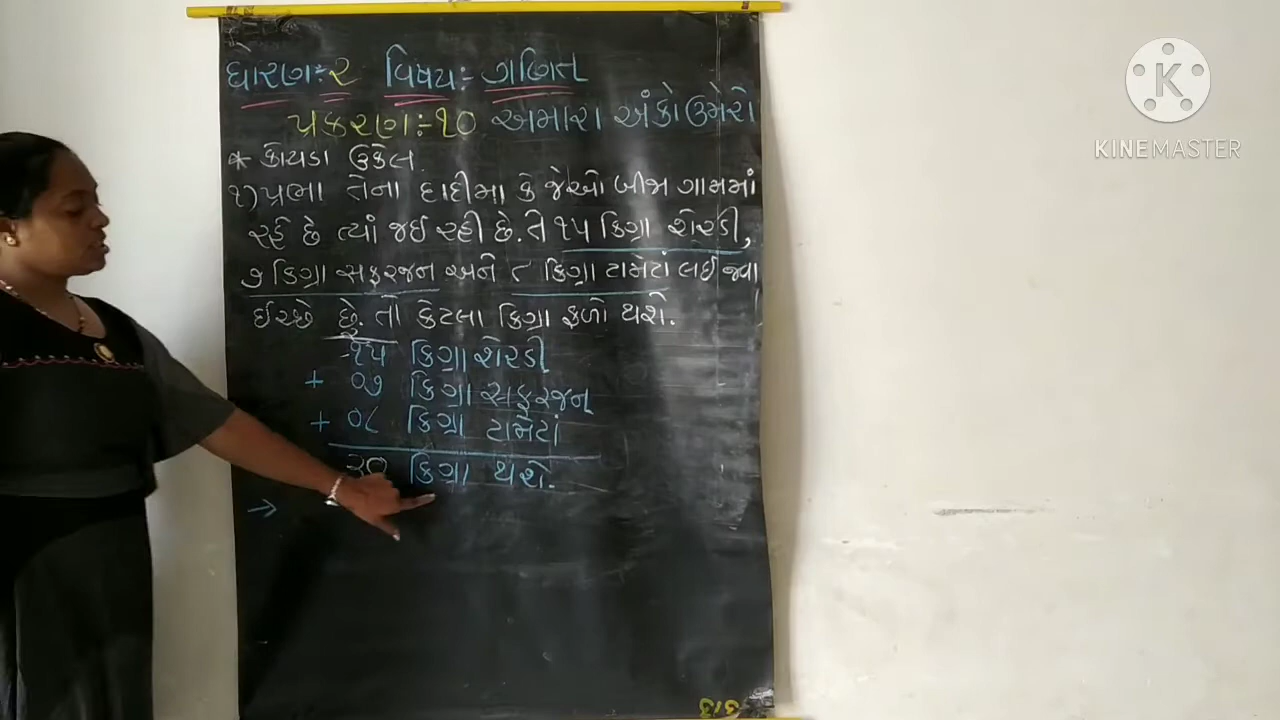 ધોરણ:-૨ વિષય:- ગણિત
પ્રકરણ:-૧૦ અમારા અંકો ઉમેરો
* કોયડા ઉકેલ.
૧) પ્રભા તેના દાદીમા કે જેઓ બીજા ગામમાં
રહે છે ત્યાં જઈ રહી છે. તે ૧૫ કિગ્રા શેરડી,
૭ કિગ્રા સફરજન અને ૮ કિગ્રા ટામેટાં લઈ જવા
ઈચ્છે છે. તો કેટલા કિગ્રા ફળો થશે.
૧૫ કિગ્રા શેરડી
+ ૦૭ કિગ્રા સફરજન
+ ૦૮ કિગ્રા ટામેટાં
૩૦ કિગ્રા થશે.
→
K
KINEMASTER